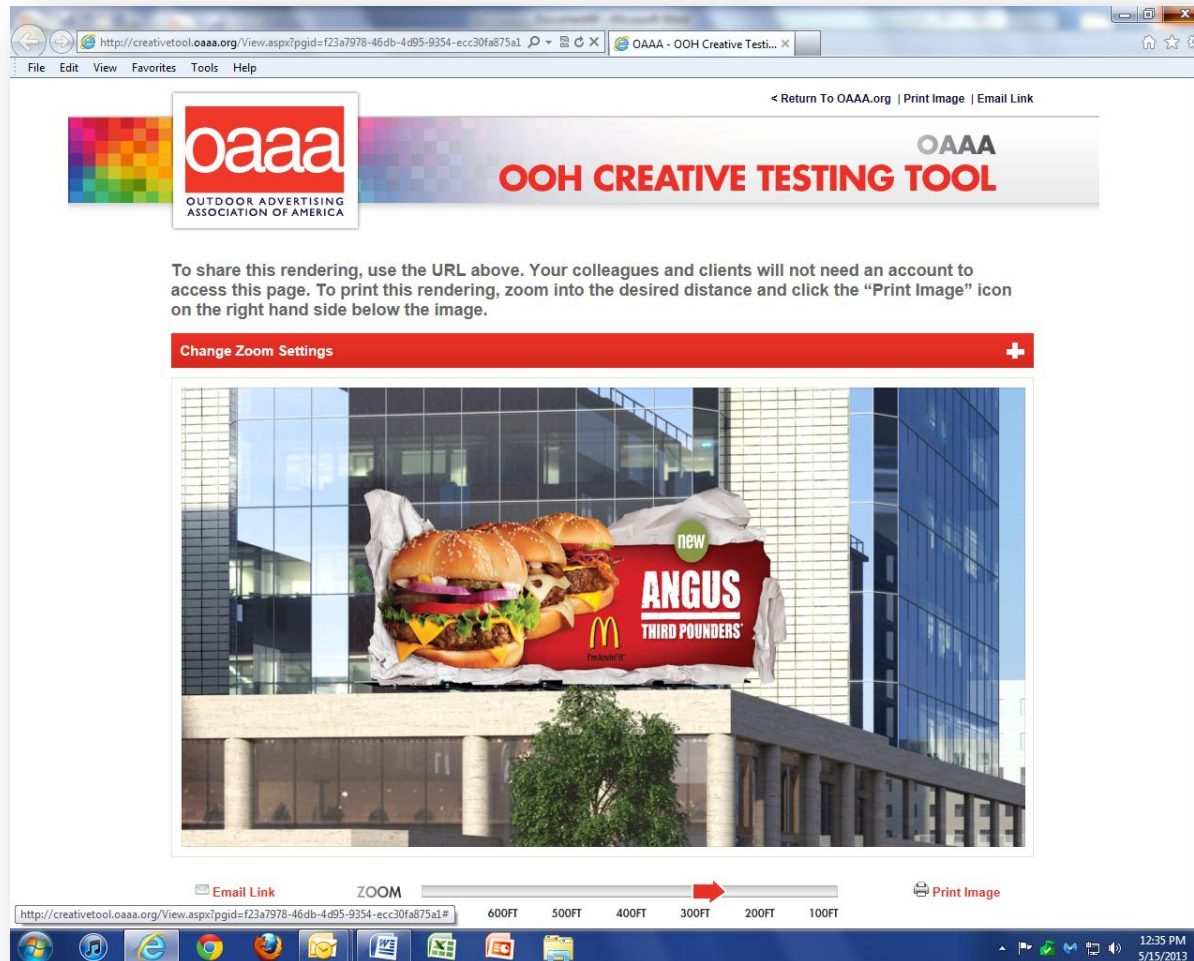 http://creativetool.oaaa.org/View.aspx?pgid=f23a7978-46db-4d95-9354-ecc30fa875a1
OAAA - OOH Creative Testi...
File Edit View Favorites Tools Help
< Return To OAAA.org | Print Image | Email Link
oaaa
OUTDOOR ADVERTISING
ASSOCIATION OF AMERICA
OAAA
OOH CREATIVE TESTING TOOL
To share this rendering, use the URL above. Your colleagues and clients will not need an account to
access this page. To print this rendering, zoom into the desired distance and click the “Print Image” icon
on the right hand side below the image.
Change Zoom Settings
new
ANGUS
THIRD POUNDERS
i'm lovin' it
Email Link ZOOM Print Image
http://creativetool.oaaa.org/View.aspx?pgid=f23a7978-46db-4d95-9354-ecc30fa875a1#
600FT 500FT 400FT 300FT 200FT 100FT
12:35 PM
5/15/2013